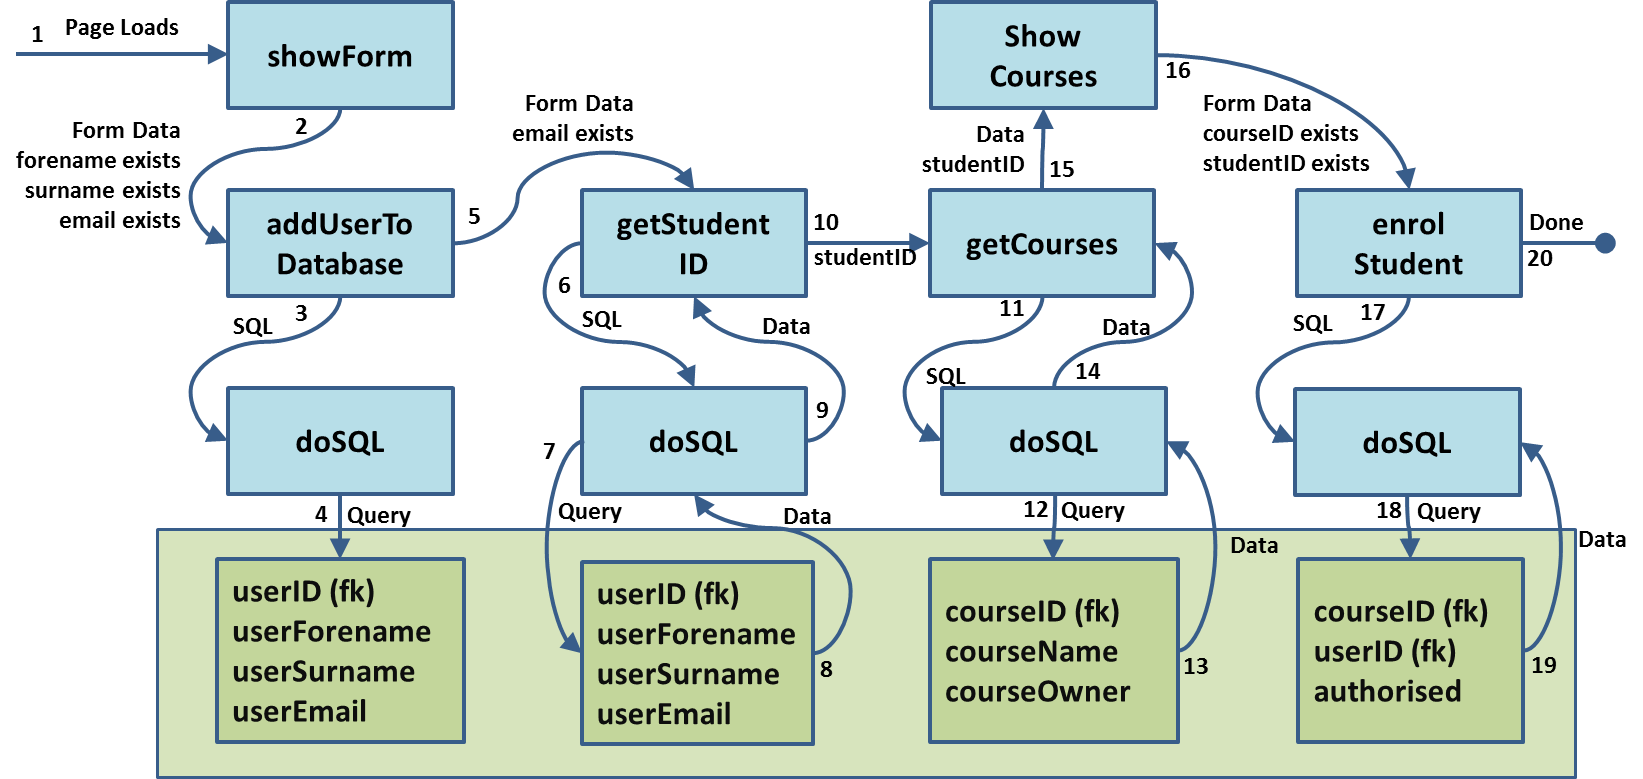 1
Page Loads
showForm
2
Form Data
forename exists
surname exists
email exists
addUserTo
Database
3
SQL
doSQL
4
Query
userID (fk)
userForename
userSurname
userEmail
5
Form Data
email exists
getStudent
ID
6
SQL
doSQL
7
Query
userID (fk)
userForename
userSurname
userEmail
8
Data
9
Data
10
studentID
getCourses
11
SQL
doSQL
12
Query
courseID (fk)
courseName
courseOwner
13
Data
14
Data
15
Data
studentID
Show
Courses
16
Form Data
courseID exists
studentID exists
enrol
Student
17
SQL
doSQL
18
Query
courseID (fk)
userID (fk)
authorised
19
Data
Done
20